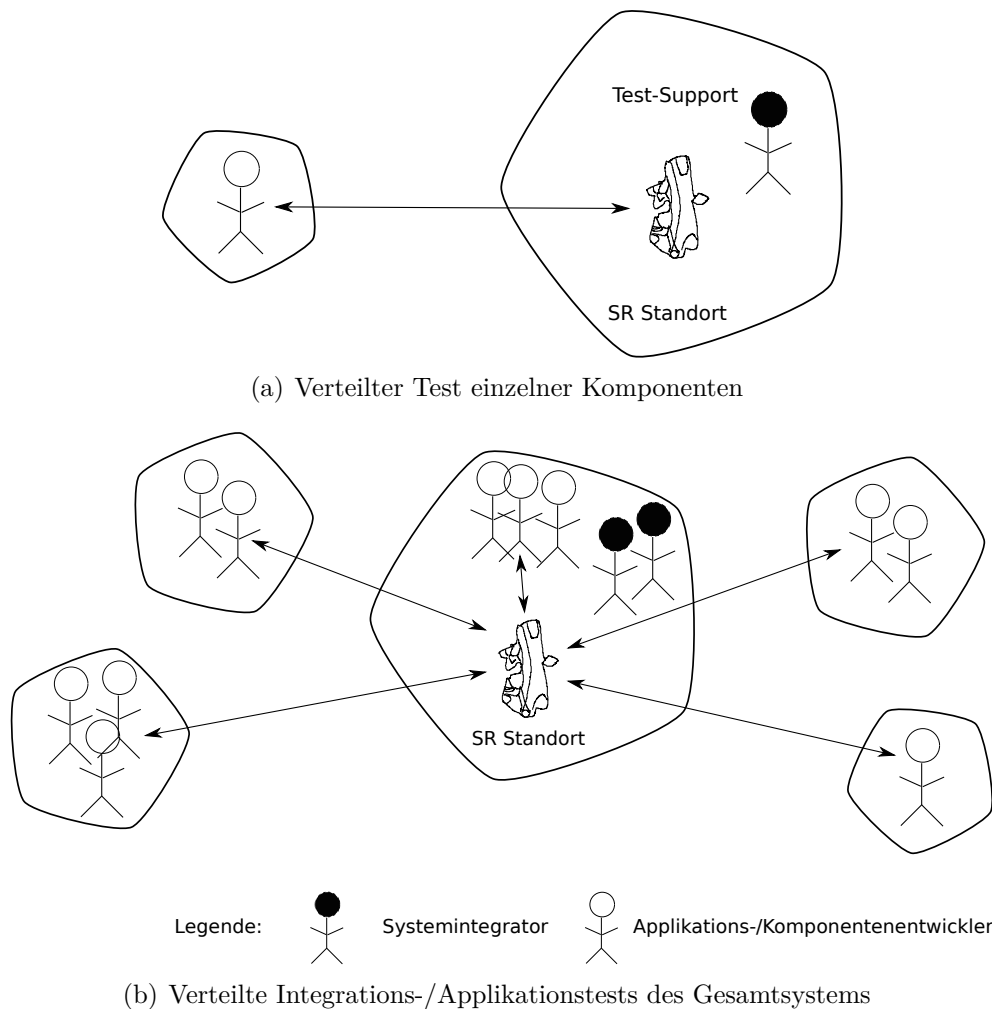 Test-Support
SR Standort
(a) Verteilter Test einzelner Komponenten
SR Standort
Legende: Systemintegrator Applikations-/Komponentenentwickler
(b) Verteilte Integrations-/Applikationstests des Gesamtsystems